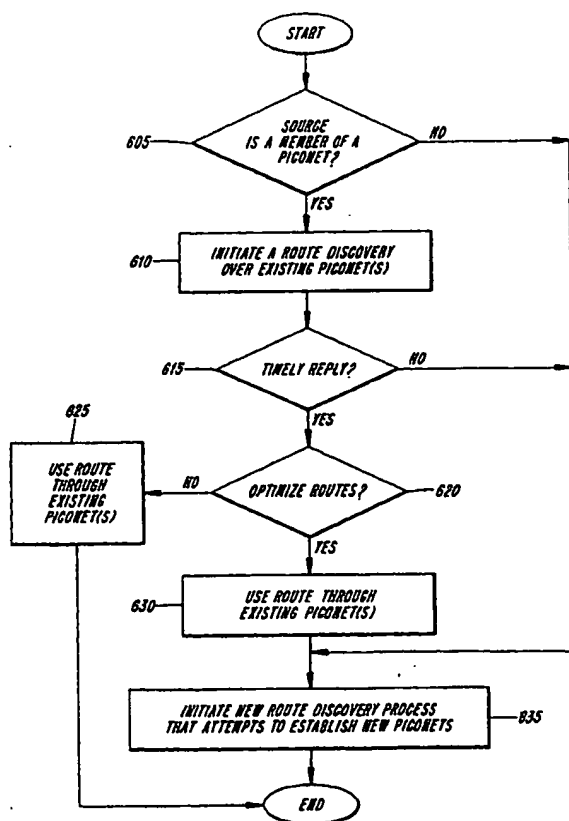 START
SOURCE
IS A MEMBER OF A
PICONET?
NO
605
YES
INITIATE A ROUTE DISCOVERY
OVER EXISTING PICONET(S)
610
TIMELY REPLY?
NO
615
YES
625
USE ROUTE
THROUGH
EXISTING
PICONET(S)
NO
OPTIMIZE ROUTES?
620
YES
USE ROUTE THROUGH
EXISTING PICONET(S)
630
INITIATE NEW ROUTE DISCOVERY PROCESS
THAT ATTEMPTS TO ESTABLISH NEW PICONETS
635
END